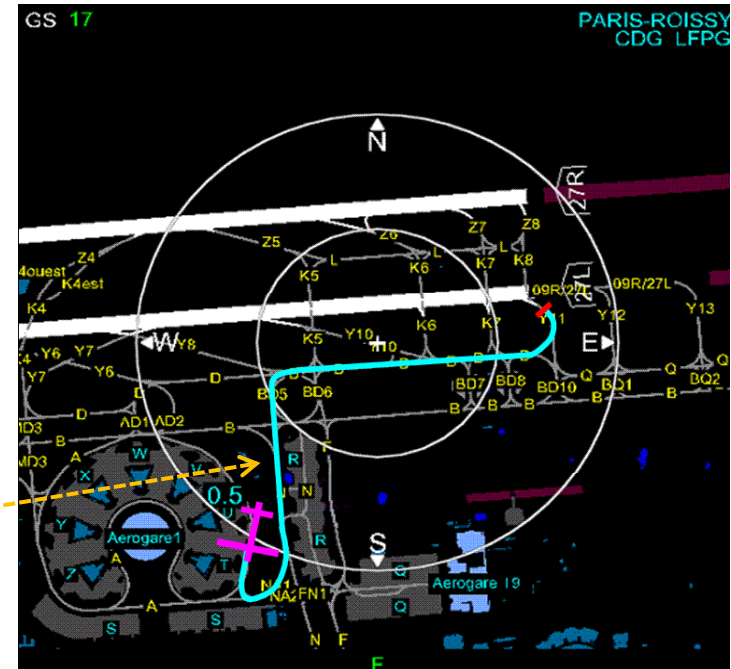 GS 17
PARIS-ROISSY
CDG LFPG
N
27R
Z8
Z7
Z6
Z5
L
L
Z4
K5
K6
K7
K8
4ouest
K4est
K4
09R/27L
27L
09R/27L
Y11
Y12
Y13
K5
Y10
K6
K7
W
Y8
E
Y6
Y7
Y6
Y7
D
D
D
B
D
Q
Q
BD5
BD6
BD7
BD8
BD10
BQ1
BQ2
B
B
B
D
AD1
AD2
MD3
B
B
F
MD3
A
W
X
V
R
0.5
U
N
Y
Aerogare1
S
R
Z
A
T
Q
Aerogare T9
NA2
FN1
Q
A
S
S
N
F
F